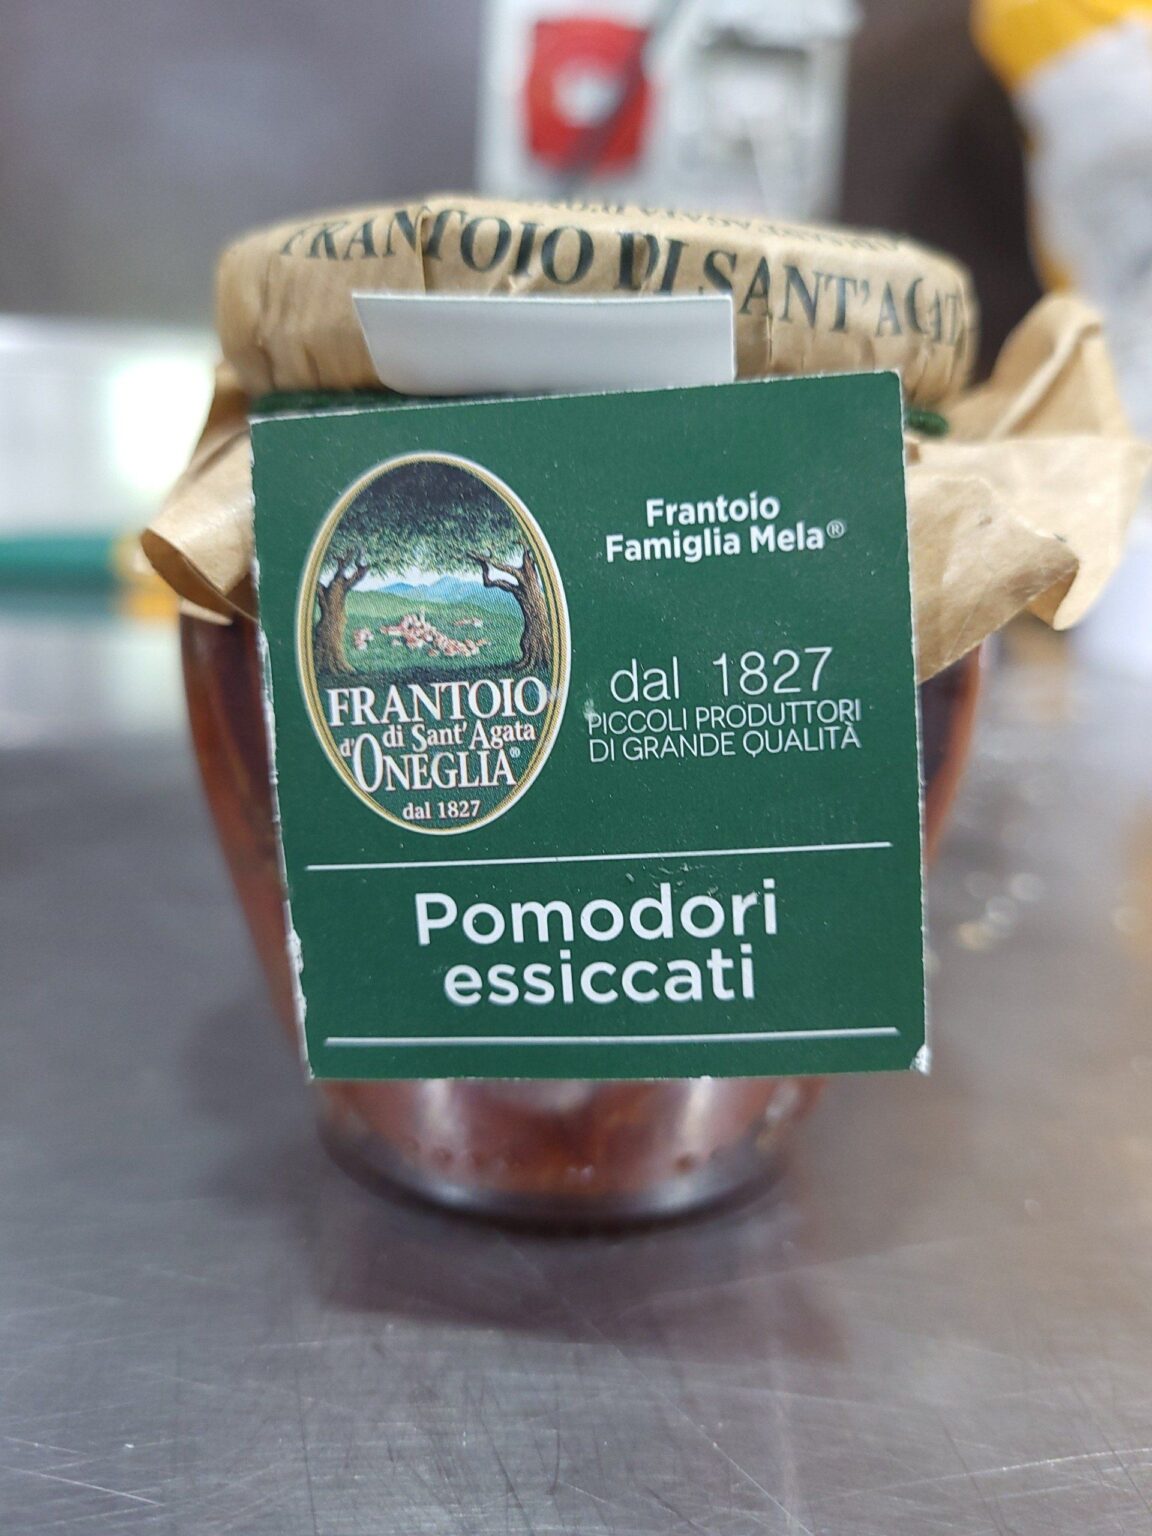 FRANTOIO DI SANT'AGAT
FRANTOIO
di Sant'Agata
d'ONEGLIA®
dal 1827
Frantoio
Famiglia Mela®
dal 1827
PICCOLI PRODUTTORI
DI GRANDE QUALITÀ
Pomodori
essiccati